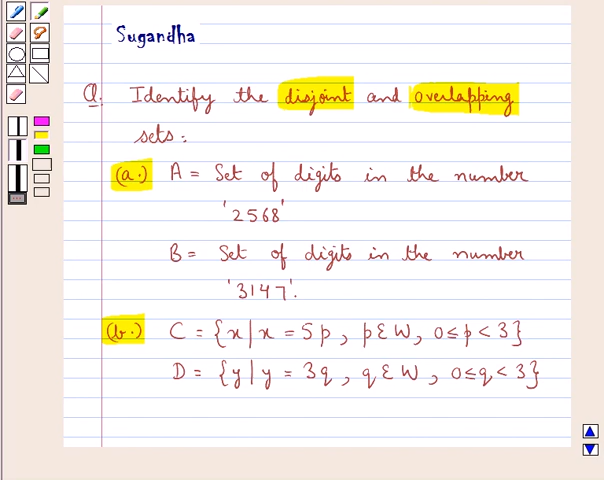 Sugandha
Q. Identify the disjoint and overlapping
sets:
(a.) A = Set of digits in the number
'2568'
B = Set of digits in the number
'3147'.
(b.) C = {x | x = 5p, p ε W, 0 ≤ p < 3}
D = {y | y = 3q, q ε W, 0 ≤ q < 3}